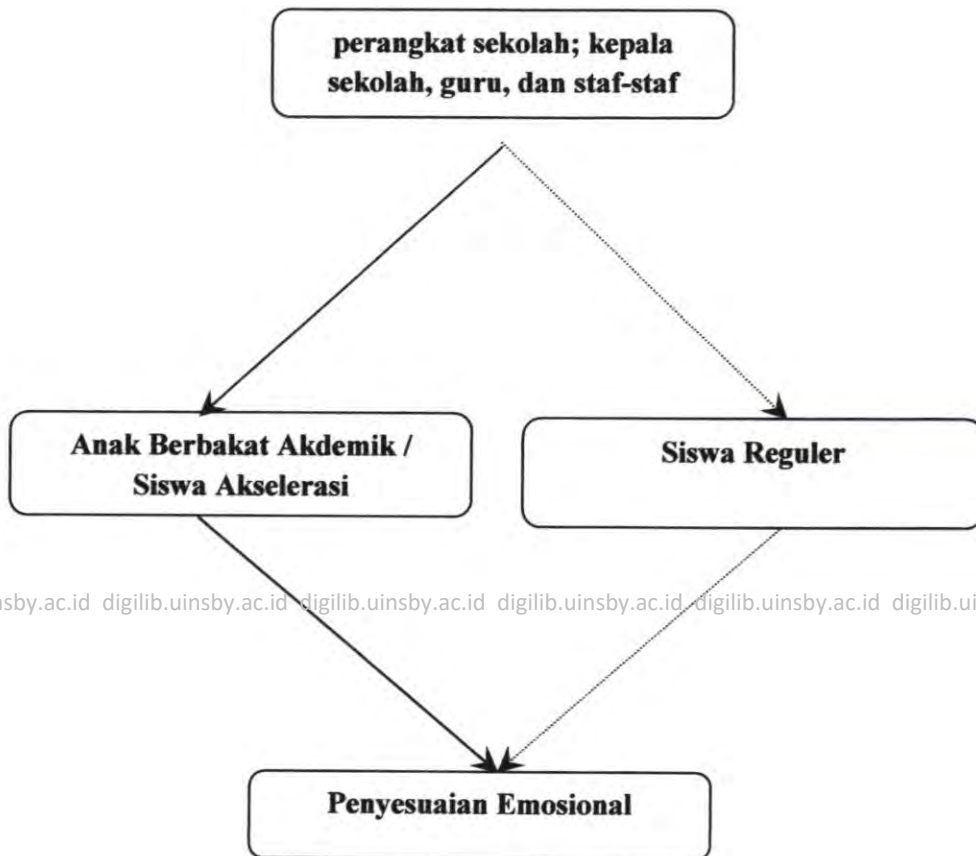 perangkat sekolah; kepala
sekolah, guru, dan staf-staf
Anak Berbakat Akdemik /
Siswa Akselerasi
Siswa Reguler
nsby.ac.id digilib.uinsby.ac.id digilib.uinsby.ac.id digilib.uinsby.ac.id digilib.uinsby.ac.id digilib.ui
Penyesuaian Emosional